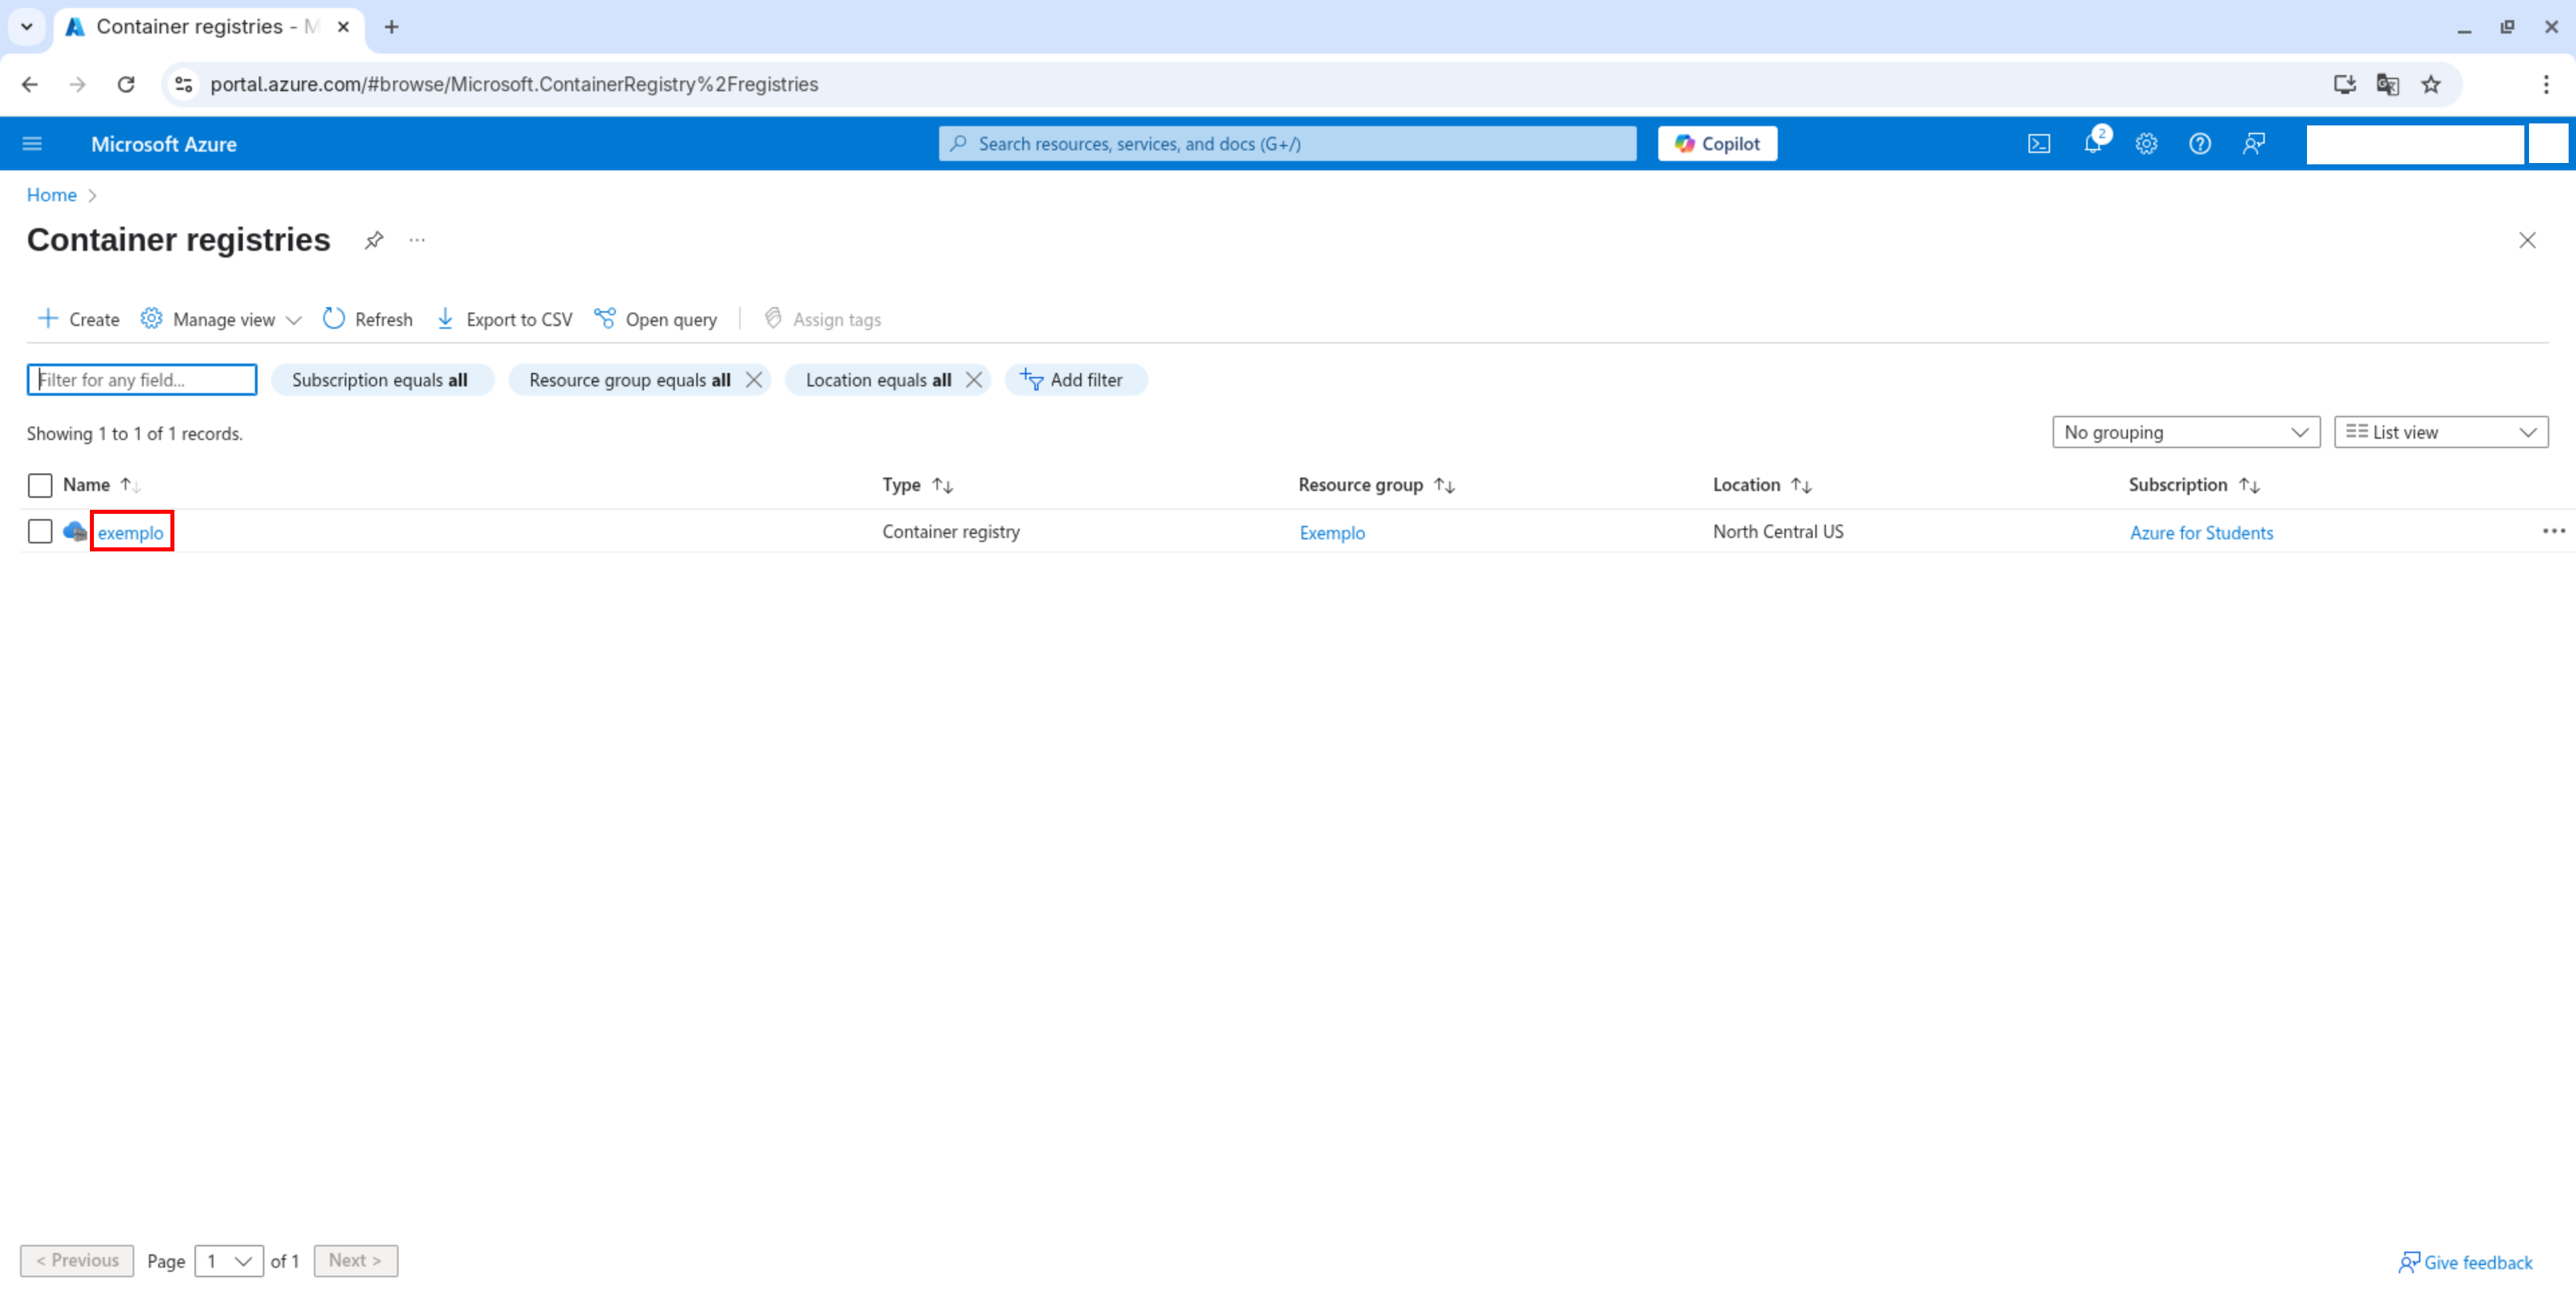 Container registries - M
portal.azure.com/#browse/Microsoft.ContainerRegistry%2Fregistries
Microsoft Azure
Search resources, services, and docs (G+/)
Copilot
2
Home
Container registries
Create
Manage view
Refresh
Export to CSV
Open query
Assign tags
Filter for any field...
Subscription equals all
Resource group equals all
Location equals all
Add filter
Showing 1 to 1 of 1 records.
No grouping
List view
Name
Type
Resource group
Location
Subscription
exemplo
Container registry
Exemplo
North Central US
Azure for Students
< Previous
Page
1
of 1
Next >
Give feedback